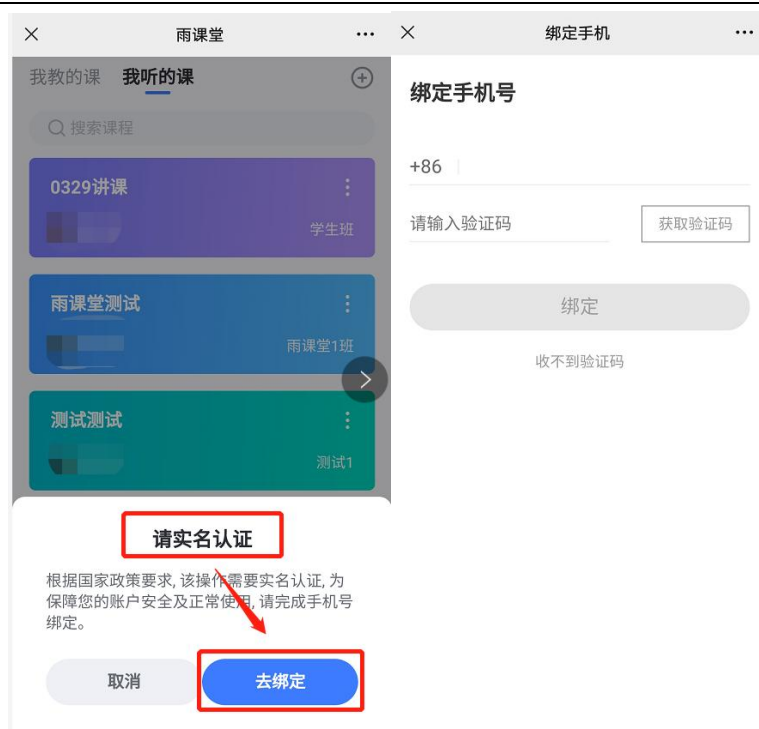 雨课堂
我教的课 我听的课
搜索课程
0329讲课
学生班
雨课堂测试
雨课堂1班
测试测试
测试1
请实名认证
根据国家政策要求,该操作需要实名认证,为
保障您的账户安全及正常使用,请完成手机号
绑定。
取消 去绑定
绑定手机
绑定手机号
+86
请输入验证码 获取验证码
绑定
收不到验证码